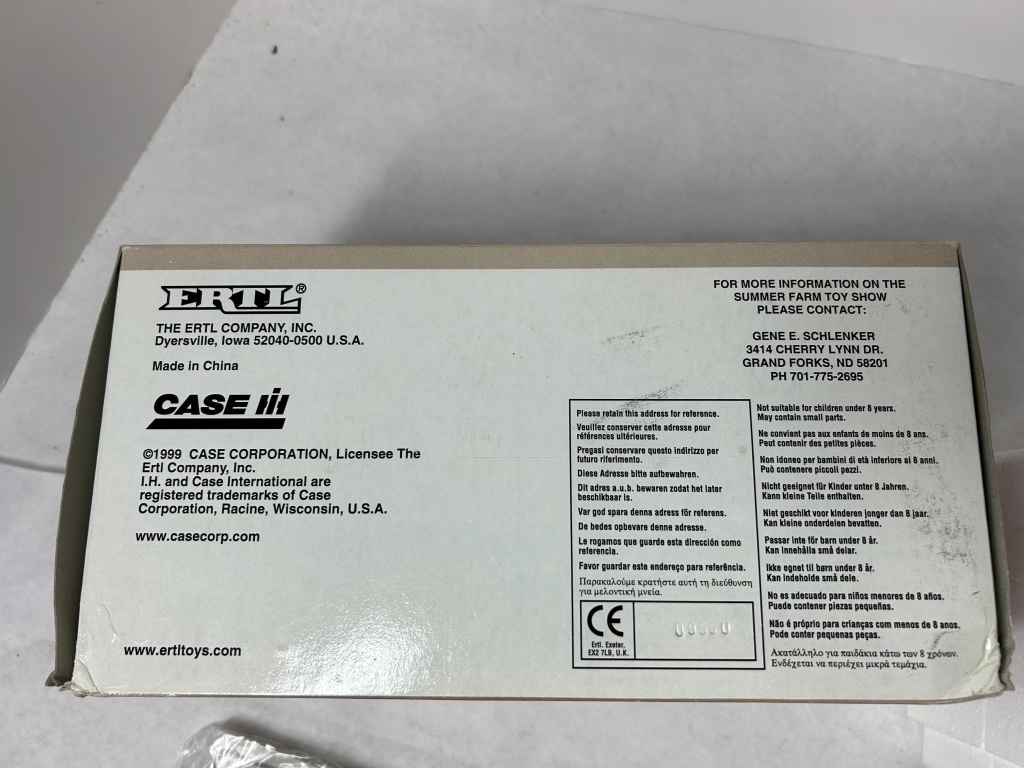 ERTL®
THE ERTL COMPANY, INC.
Dyersville, Iowa 52040-0500 U.S.A.
Made in China
CASE IH
©1999 CASE CORPORATION, Licensee The
Ertl Company, Inc.
I.H. and Case International are
registered trademarks of Case
Corporation, Racine, Wisconsin, U.S.A.
www.casecorp.com
www.ertltoys.com
FOR MORE INFORMATION ON THE
SUMMER FARM TOY SHOW
PLEASE CONTACT:
GENE E. SCHLENKER
3414 CHERRY LYNN DR.
GRAND FORKS, ND 58201
PH 701-775-2695
Please retain this address for reference.
Veuillez conserver cette adresse pour
références ultérieures.
Pregasi conservare questo indirizzo per
futuro riferimento.
Diese Adresse bitte aufbewahren.
Dit adres a.u.b. bewaren zodat het later
beschikbaar is.
Var god spara denna adress för referens.
De bedes opbevare denne adresse.
Le rogamos que guarde esta dirección como
referencia.
Favor guardar este endereço para referência.
Παρακαλούμε κρατήστε αυτή τη διεύθυνση
για μελοντική μνεία.
CE
Ertl. Exeter,
EX2 7LB, U.K.
Not suitable for children under 8 years.
May contain small parts.
Ne convient pas aux enfants de moins de 8 ans.
Peut contenir des petites pièces.
Non idoneo per bambini di età inferiore ai 8 anni.
Può contenere piccoli pezzi.
Nicht geeignet für Kinder unter 8 Jahren.
Kann kleine Teile enthalten.
Niet geschikt voor kinderen jonger dan 8 jaar.
Kan kleine onderdelen bevatten.
Passar inte för barn under 8 år.
Kan innehålla små delar.
Ikke egnet til børn under 8 år.
Kan indeholde små dele.
No es adecuado para niños menores de 8 años.
Puede contener piezas pequeñas.
Não é próprio para crianças com menos de 8 anos.
Pode conter pequenas peças.
Ακατάλληλο για παιδάκια κάτω των 8 χρόνων.
Ενδέχεται να περιέχει μικρά τεμάχια.